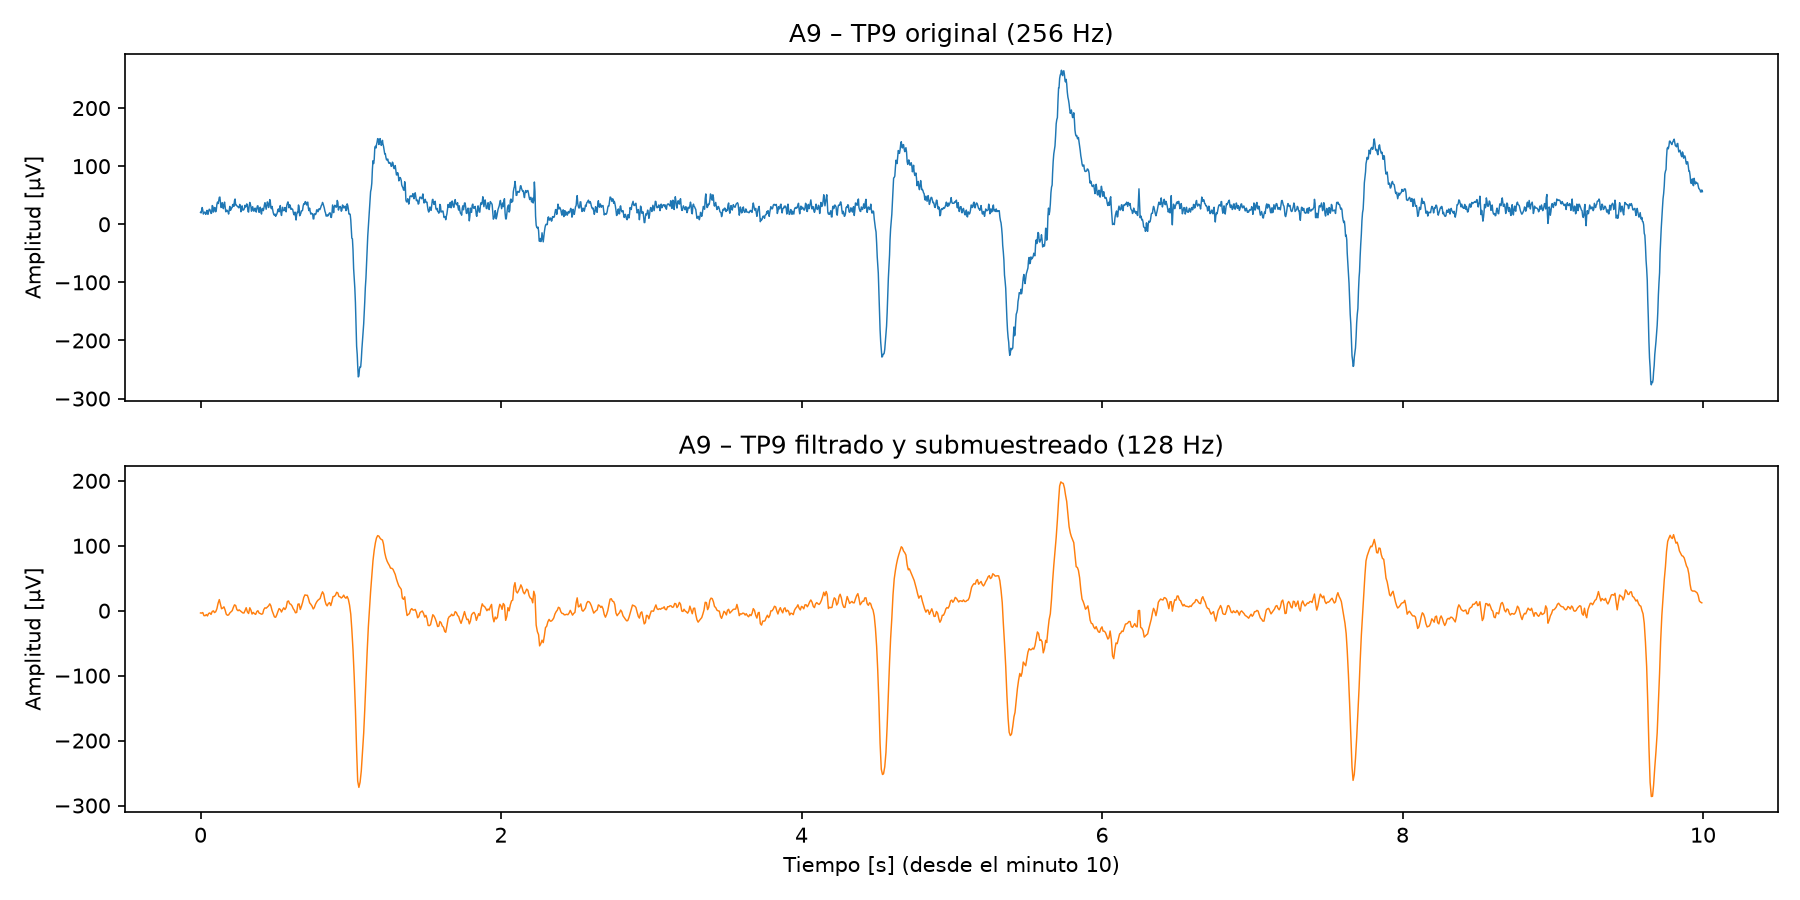 A9 – TP9 original (256 Hz)
Amplitud [µV]
200
100
0
−100
−200
−300
A9 – TP9 filtrado y submuestreado (128 Hz)
Amplitud [µV]
200
100
0
−100
−200
−300
0 2 4 6 8 10
Tiempo [s] (desde el minuto 10)